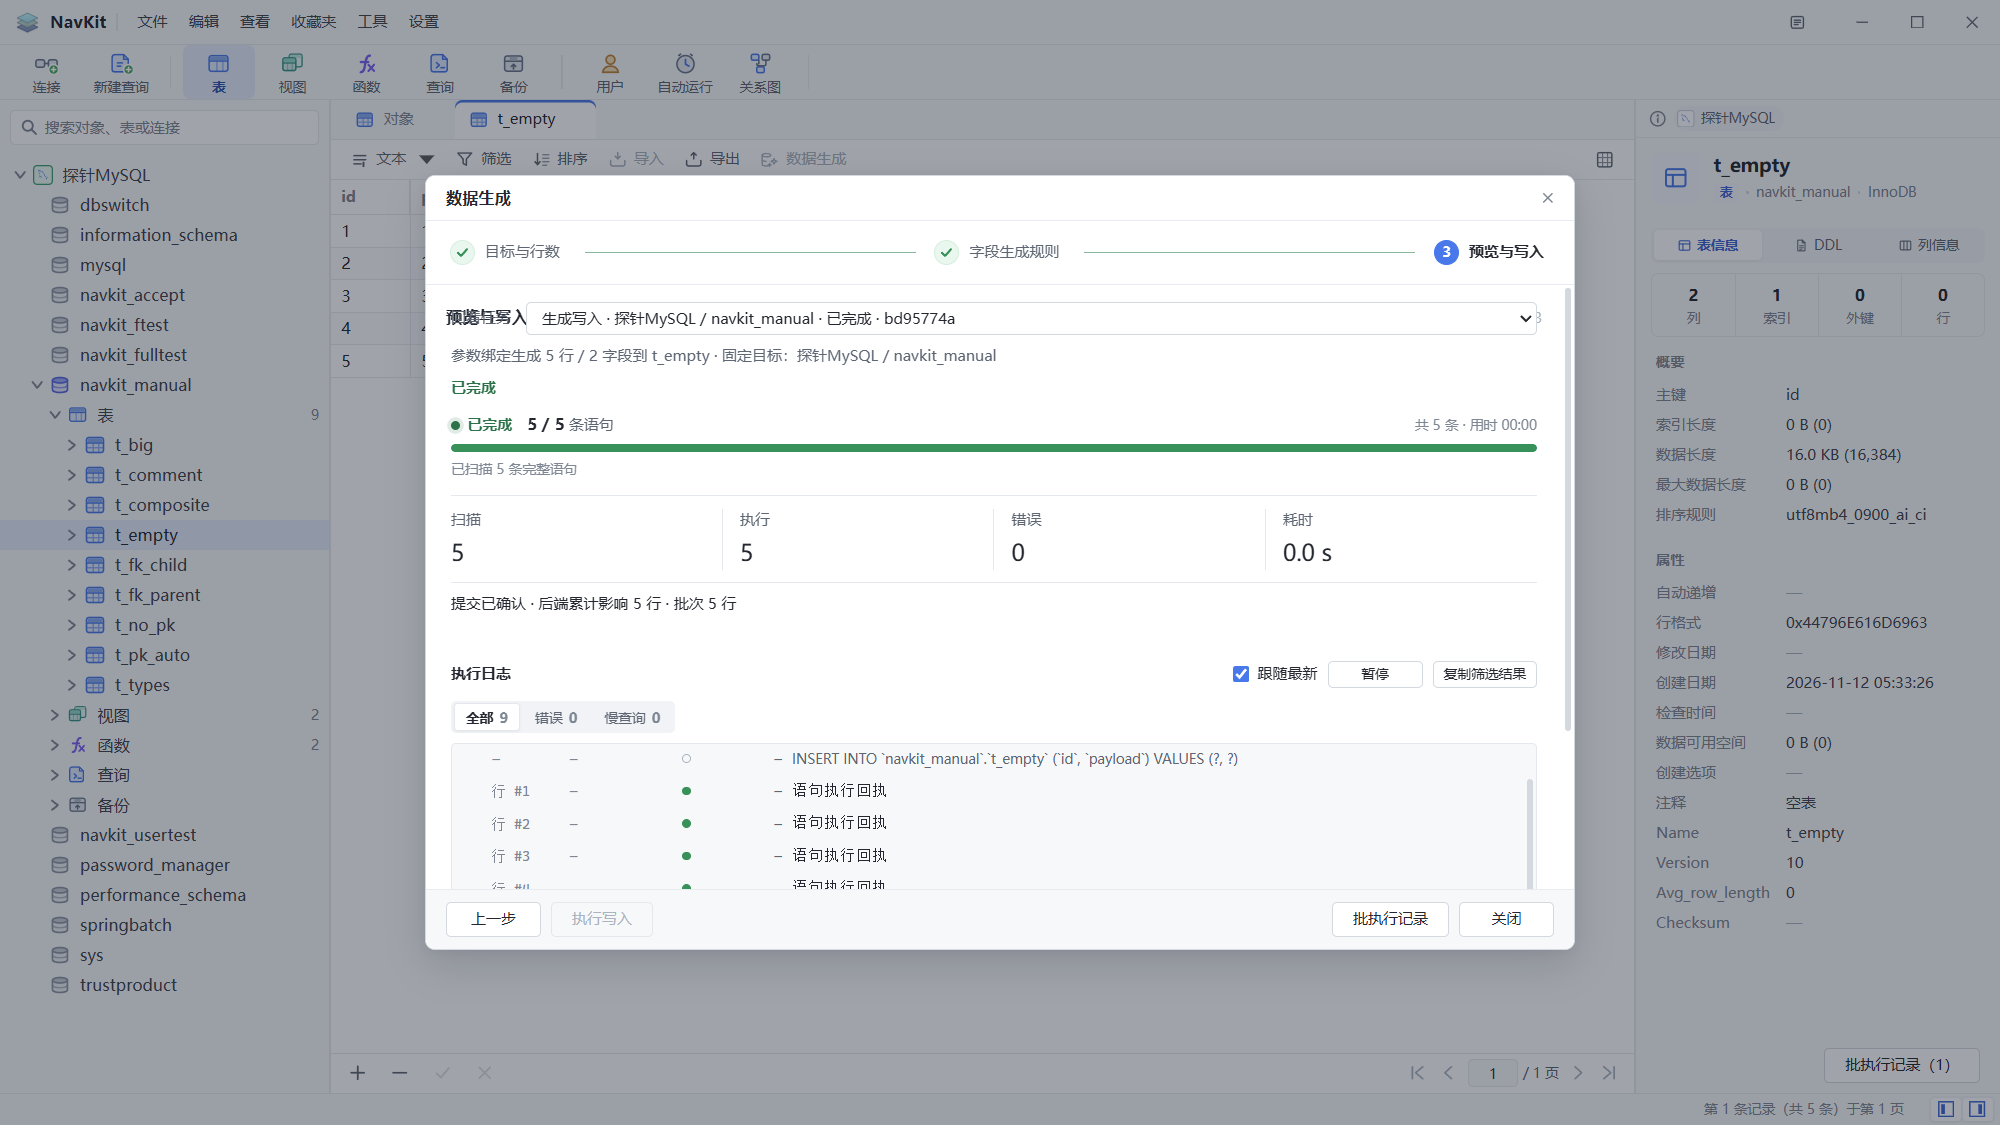 NavKit 文件 编辑 查看 收藏夹 工具 设置
连接 新建查询 表 视图 函数 查询 备份 用户 自动运行 关系图
搜索对象、表或连接
探针MySQL
dbswitch
information_schema
mysql
navkit_accept
navkit_ftest
navkit_fulltest
navkit_manual
表 9
t_big
t_comment
t_composite
t_empty
t_fk_child
t_fk_parent
t_no_pk
t_pk_auto
t_types
视图 2
函数 2
查询
备份
navkit_usertest
password_manager
performance_schema
springbatch
sys
trustproduct
对象 t_empty
文本 筛选 排序 导入 导出 数据生成
id
1
2
3
4
5
数据生成
目标与行数 字段生成规则 3 预览与写入
预览与写入 生成写入 · 探针MySQL / navkit_manual · 已完成 · bd95774a
参数绑定生成 5 行 / 2 字段到 t_empty · 固定目标：探针MySQL / navkit_manual
已完成
已完成 5 / 5 条语句 共 5 条 · 用时 00:00
已扫描 5 条完整语句
扫描 执行 错误 耗时
5 5 0 0.0 s
提交已确认 · 后端累计影响 5 行 · 批次 5 行
执行日志 跟随最新 暂停 复制筛选结果
全部 9 错误 0 慢查询 0
– – – INSERT INTO `navkit_manual`.`t_empty` (`id`, `payload`) VALUES (?, ?)
行 #1 – – 语句执行回执
行 #2 – – 语句执行回执
行 #3 – – 语句执行回执
上一步 执行写入 批执行记录 关闭
1 / 1 页
探针MySQL
t_empty
表 · navkit_manual · InnoDB
表信息 DDL 列信息
2 1 0 0
列 索引 外键 行
概要
主键 id
索引长度 0 B (0)
数据长度 16.0 KB (16,384)
最大数据长度 0 B (0)
排序规则 utf8mb4_0900_ai_ci
属性
自动递增 —
行格式 0x44796E616D6963
修改日期 —
创建日期 2026-11-12 05:33:26
检查时间 —
数据可用空间 0 B (0)
创建选项 —
注释 空表
Name t_empty
Version 10
Avg_row_length 0
Checksum —
批执行记录（1）
第 1 条记录（共 5 条）于第 1 页